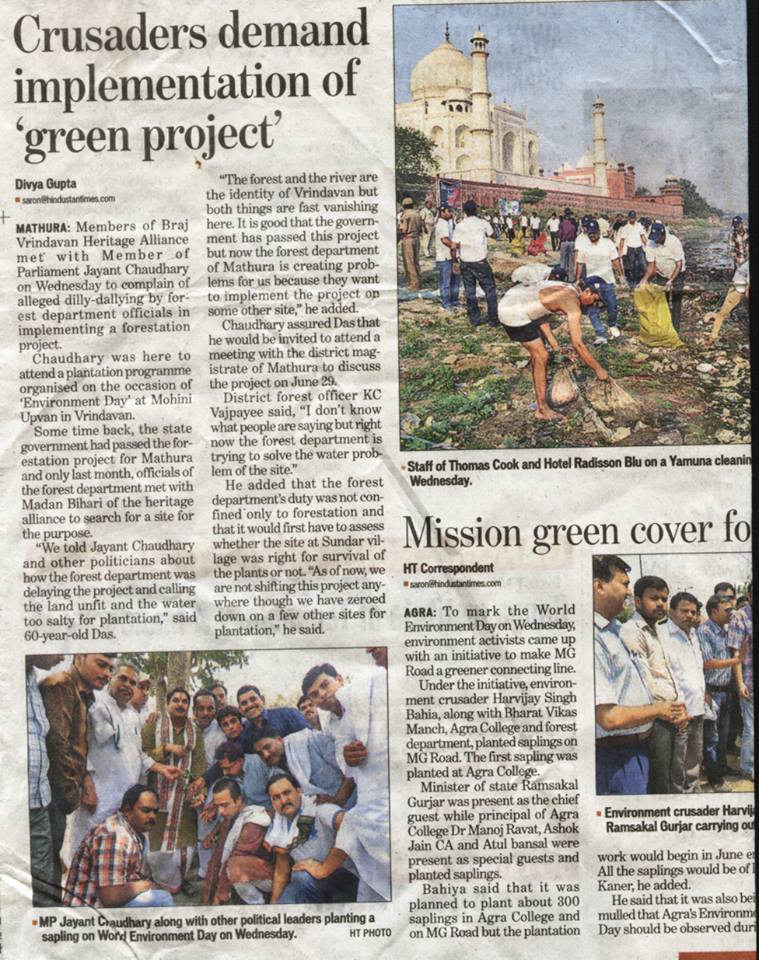 Crusaders demand
implementation of
‘green project’
Divya Gupta
saron@hindustantimes.com
MATHURA: Members of Braj
Vrindavan Heritage Alliance
met with Member of
Parliament Jayant Chaudhary
on Wednesday to complain of
alleged dilly-dallying by for-
est department officials in
implementing a forestation
project.
Chaudhary was here to
attend a plantation programme
organised on the occasion of
‘Environment Day’ at Mohini
Upvan in Vrindavan.
Some time back, the state
government had passed the for-
estation project for Mathura
and only last month, officials of
the forest department met with
Madan Bihari of the heritage
alliance to search for a site for
the purpose.
“We told Jayant Chaudhary
and other politicians about
how the forest department was
delaying the project and calling
the land unfit and the water
too salty for plantation,” said
60-year-old Das.
“The forest and the river are
the identity of Vrindavan but
both things are fast vanishing
here. It is good that the govern-
ment has passed this project
but now the forest department
of Mathura is creating prob-
lems for us because they want
to implement the project on
some other site,” he added.
Chaudhary assured Das that
he would be invited to attend a
meeting with the district mag-
istrate of Mathura to discuss
the project on June 29.
District forest officer KC
Vajpayee said, “I don’t know
what people are saying but right
now the forest department is
trying to solve the water prob-
lem of the site.”
He added that the forest
department’s duty was not con-
fined only to forestation and
that it would first have to assess
whether the site at Sundar vil-
lage was right for survival of
the plants or not. “As of now, we
are not shifting this project any-
where though we have zeroed
down on a few other sites for
plantation,” he said.
MP Jayant Chaudhary along with other political leaders planting a
sapling on World Environment Day on Wednesday.
HT PHOTO
Staff of Thomas Cook and Hotel Radisson Blu on a Yamuna cleanin
Wednesday.
Mission green cover fo
HT Correspondent
saron@hindustantimes.com
AGRA: To mark the World
Environment Day on Wednesday,
environment activists came up
with an initiative to make MG
Road a greener connecting line.
Under the initiative, environ-
ment crusader Harvijay Singh
Bahia, along with Bharat Vikas
Manch, Agra College and forest
department, planted saplings on
MG Road. The first sapling was
planted at Agra College.
Minister of state Ramsakal
Gurjar was present as the chief
guest while principal of Agra
College Dr Manoj Ravat, Ashok
Jain CA and Atul bansal were
present as special guests and
planted saplings.
Bahiya said that it was
planned to plant about 300
saplings in Agra College and
on MG Road but the plantation
Environment crusader Harvij
Ramsakal Gurjar carrying ou
work would begin in June e
All the saplings would be of
Kaner, he added.
He said that it was also bei
mulled that Agra’s Environme
Day should be observed duri